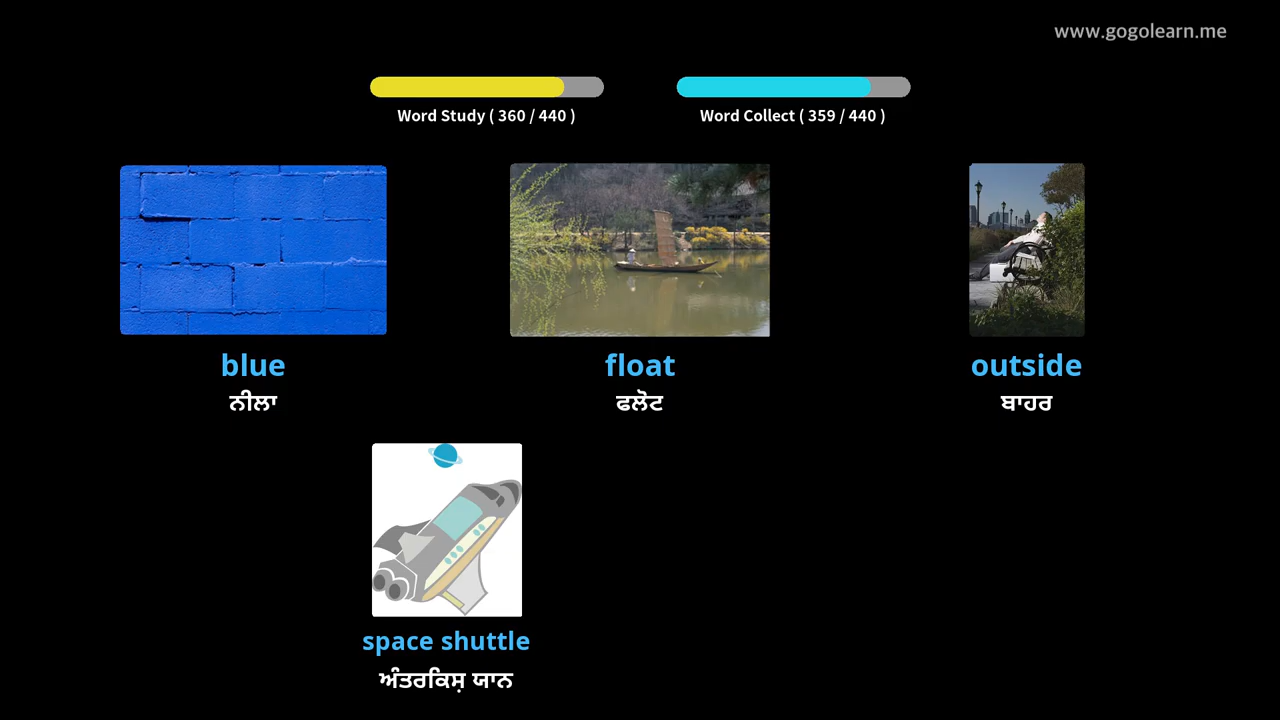 www.gogolearn.me
Word Study ( 360 / 440 )
Word Collect ( 359 / 440 )
blue
ਨੀਲਾ
float
ਫਲੋਟ
outside
ਬਾਹਰ
space shuttle
ਅੰਤਰਕਿਸ਼ ਯਾਨ